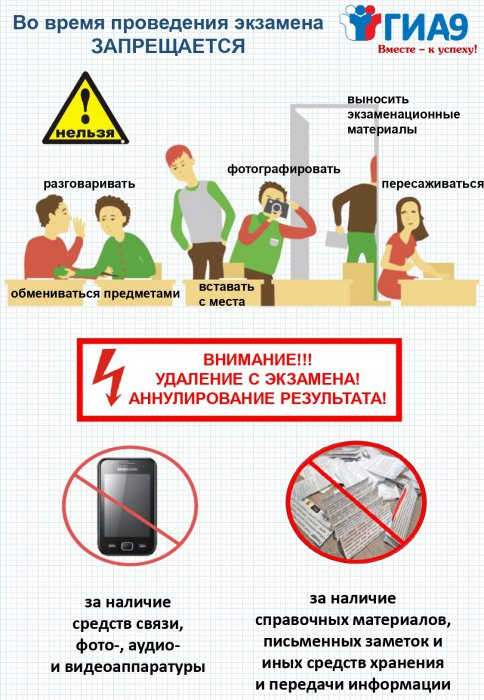 Во время проведения экзамена
ЗАПРЕЩАЕТСЯ
ГИА9
Вместе – к успеху!
нельзя
выносить
экзаменационные
материалы
фотографировать
разговаривать
пересаживаться
обмениваться предметами
вставать
с места
ВНИМАНИЕ!!!
УДАЛЕНИЕ С ЭКЗАМЕНА!
АННУЛИРОВАНИЕ РЕЗУЛЬТАТА!
SAMSUNG
за наличие
средств связи,
фото-, аудио-
и видеоаппаратуры
за наличие
справочных материалов,
письменных заметок и
иных средств хранения
и передачи информации